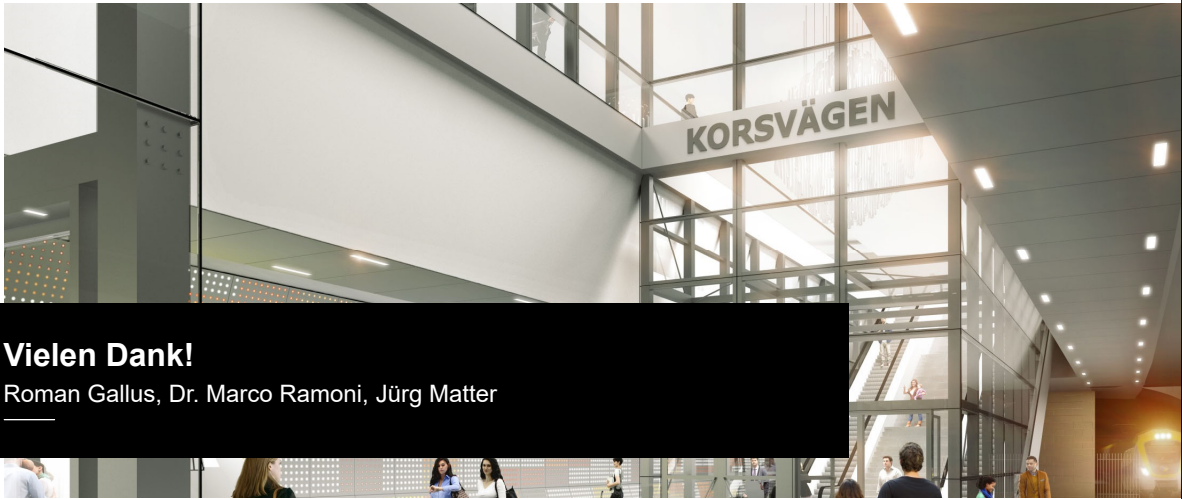 KORSVÄGEN
Vielen Dank!
Roman Gallus, Dr. Marco Ramoni, Jürg Matter